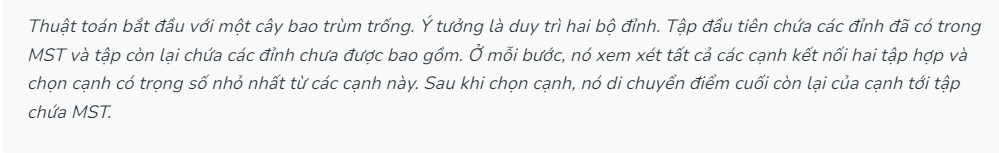 Thuật toán bắt đầu với một cây bao trùm trống. Ý tưởng là duy trì hai bộ đỉnh. Tập đầu tiên chứa các đỉnh đã có trong
MST và tập còn lại chứa các đỉnh chưa được bao gồm. Ở mỗi bước, nó xem xét tất cả các cạnh kết nối hai tập hợp và
chọn cạnh có trọng số nhỏ nhất từ các cạnh này. Sau khi chọn cạnh, nó di chuyển điểm cuối còn lại của cạnh tới tập
chứa MST.